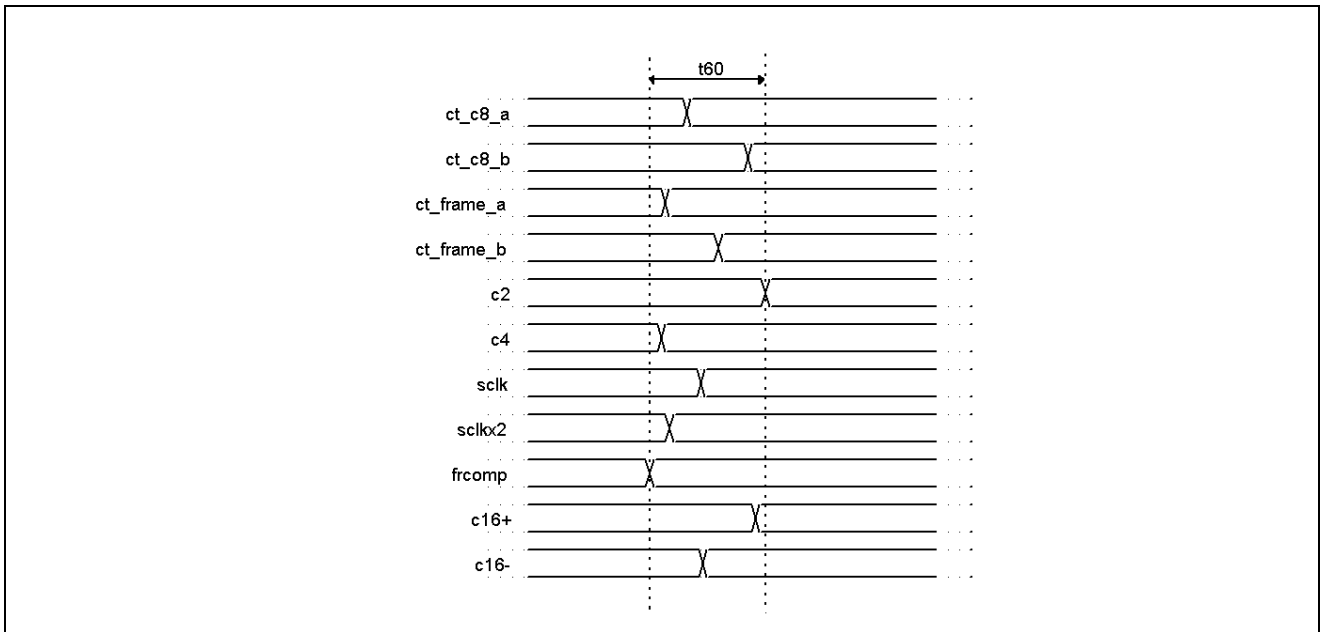 t60
ct_c8_a
ct_c8_b
ct_frame_a
ct_frame_b
c2
c4
sclk
sclkx2
frcomp
c16+
c16-